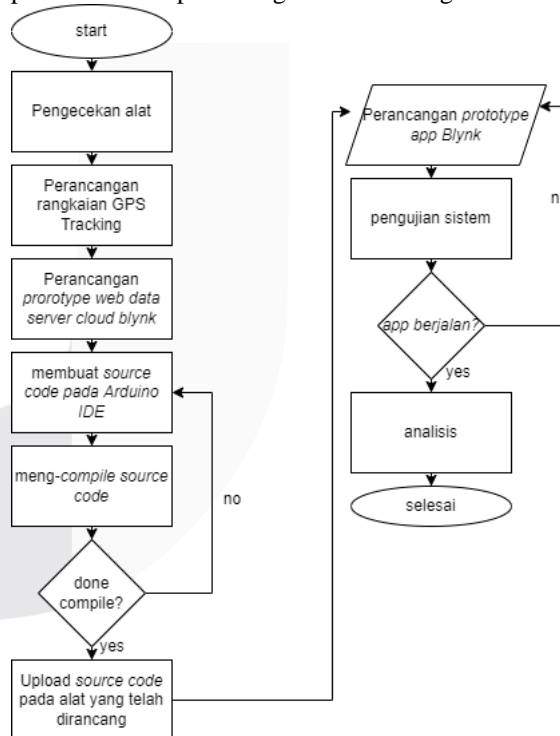 start
Pengecekan alat
Perancangan
rangkaian GPS
Tracking
Perancangan
prorotype web data
server cloud blynk
membuat source
code pada Arduino
IDE
meng-compile source
code
no
done
compile?
yes
Upload source code
pada alat yang telah
dirancang
Perancangan prototype
app Blynk
pengujian sistem
app berjalan?
yes
analisis
selesai